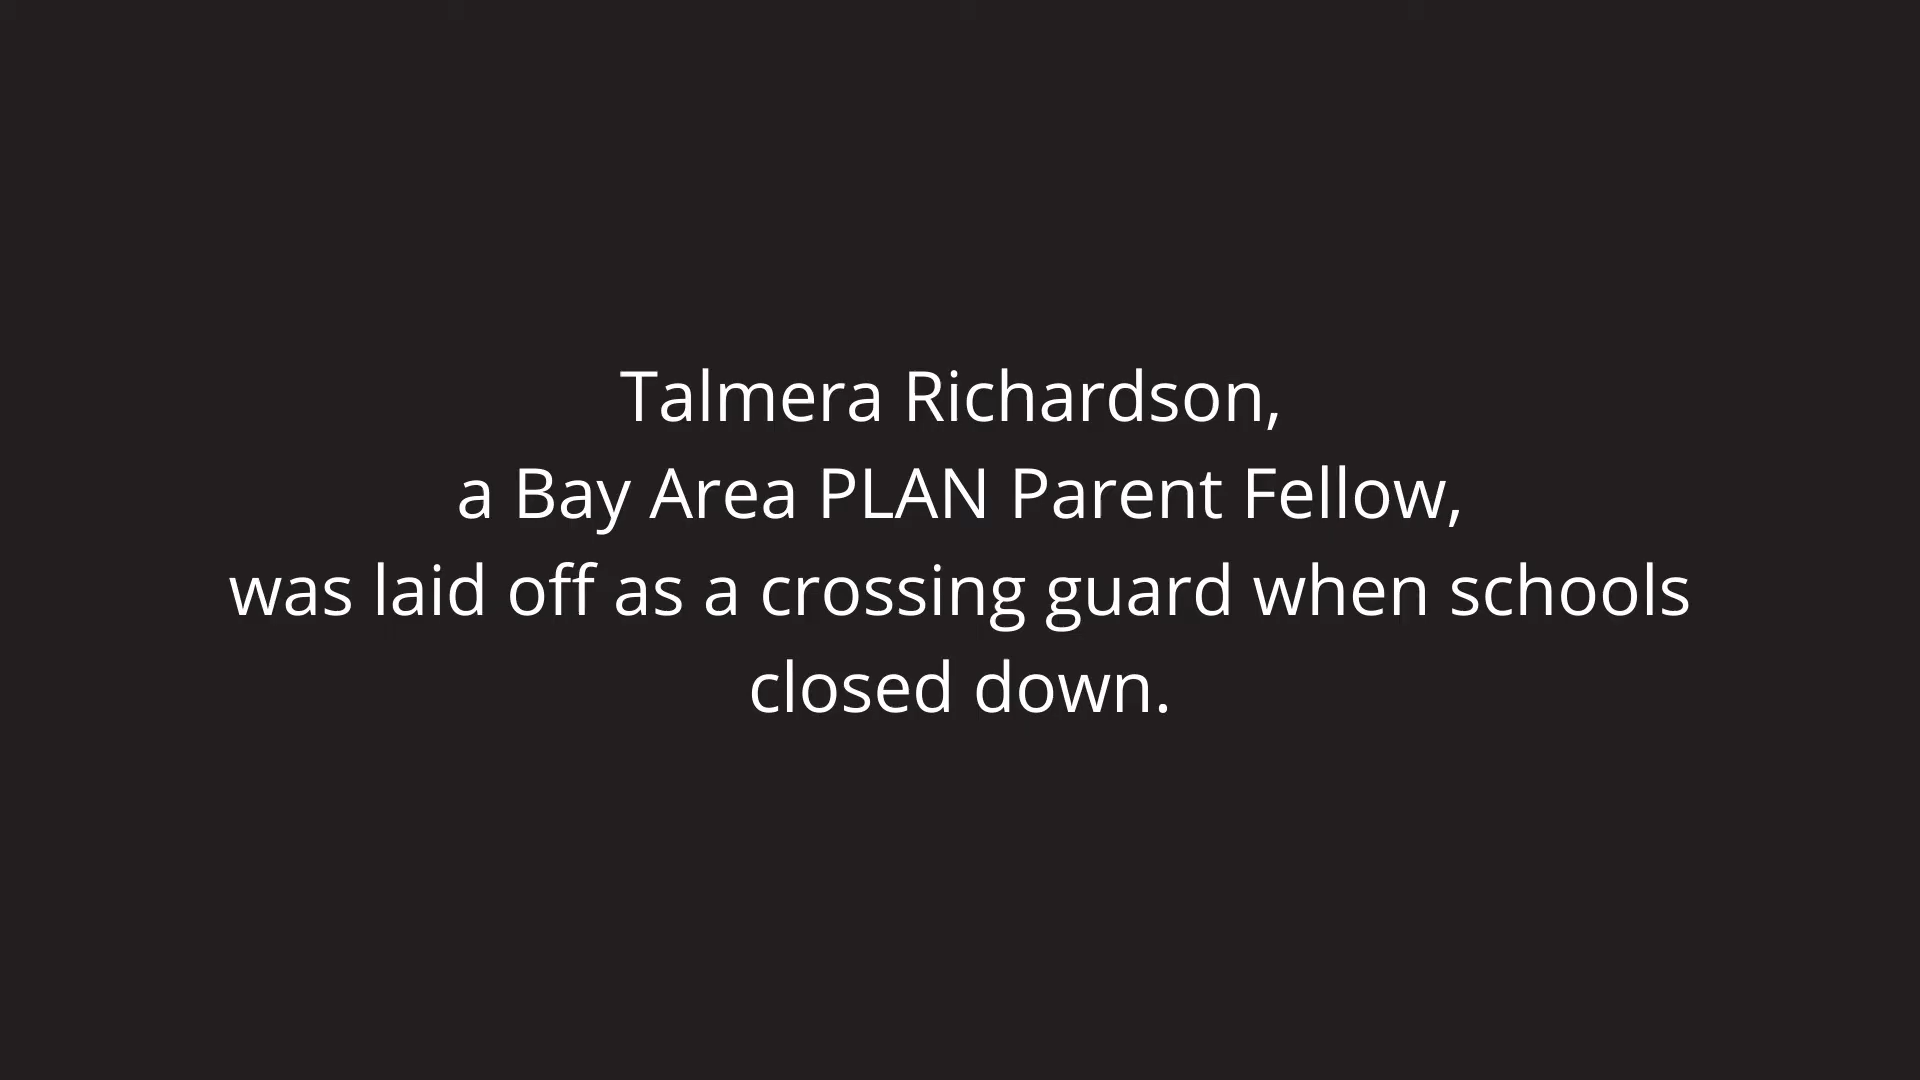 Talmera Richardson,
a Bay Area PLAN Parent Fellow,
was laid off as a crossing guard when schools
closed down.